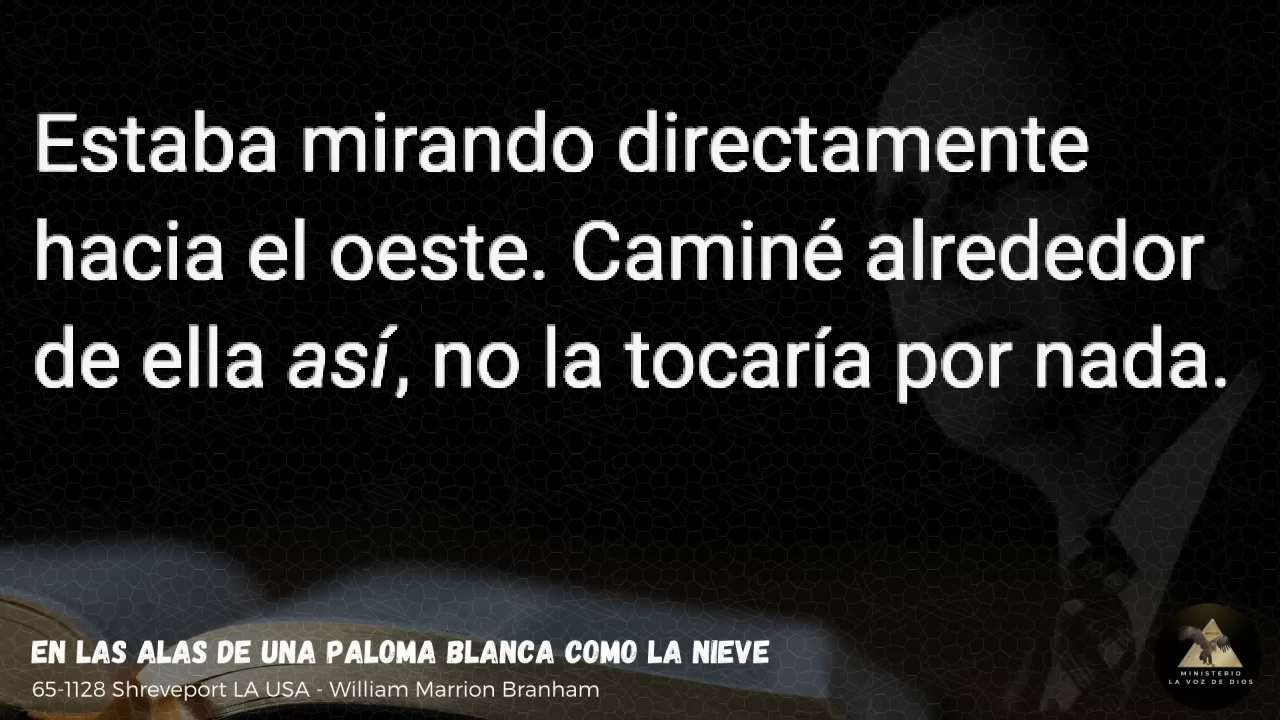 Estaba mirando directamente
hacia el oeste. Caminé alrededor
de ella así, no la tocaría por nada.
EN LAS ALAS DE UNA PALOMA BLANCA COMO LA NIEVE
65-1128 Shreveport LA USA - William Marrion Branham
MINISTERIO
LA VOZ DE DIOS